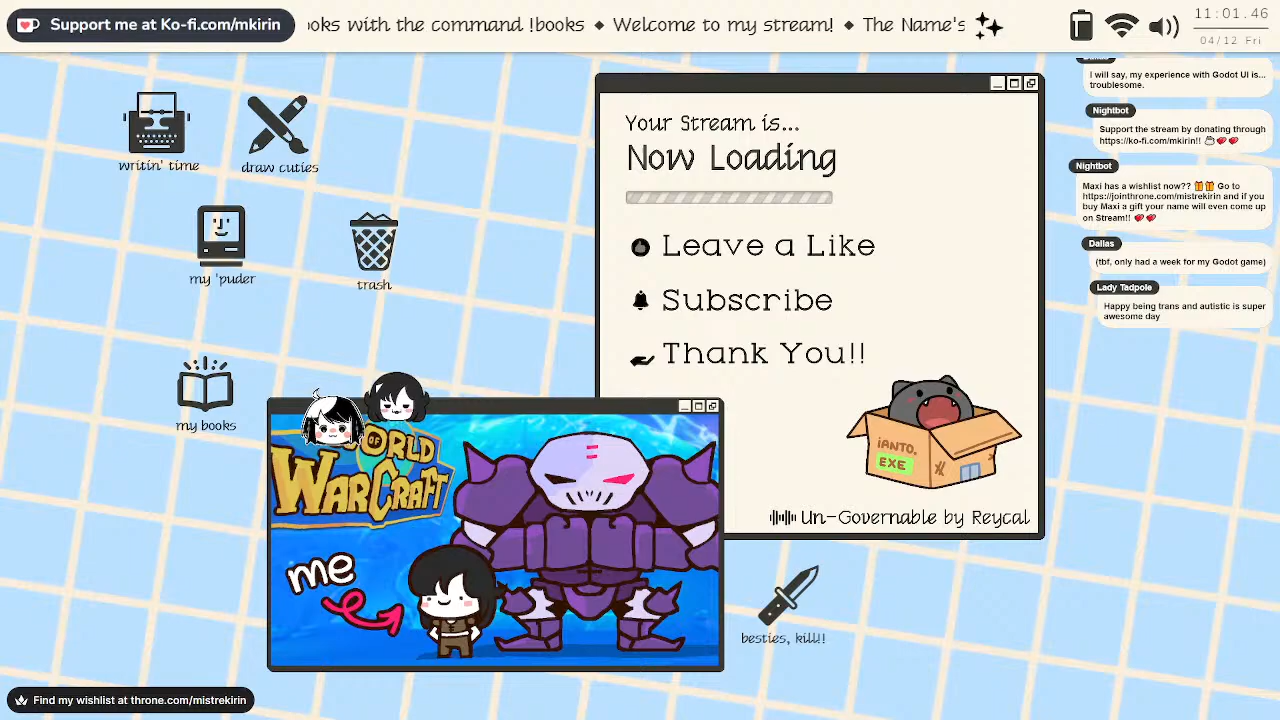 Support me at Ko-fi.com/mkirin
ooks with the command !books ◆ Welcome to my stream! ◆ The Name's
11:01.46
04/12 Fri
writin' time
draw cuties
my 'puder
trash
my books
Your Stream is...
Now Loading
Leave a Like
Subscribe
Thank You!!
iANTO.
EXE
Un-Governable by Reycal
WORLD
OF
WARCRAFT
me
besties, kill!!
I will say, my experience with Godot UI is...
troublesome.
Nightbot
Support the stream by donating through
https://ko-fi.com/mkirin!!
Nightbot
Maxi has a wishlist now?? 🎁🎁 Go to
https://jointhrone.com/mistrekirin and if you
buy Maxi a gift your name will even come up
on Stream!!
Dallas
(tbf, only had a week for my Godot game)
Lady Tadpole
Happy being trans and autistic is super
awesome day
Find my wishlist at throne.com/mistrekirin